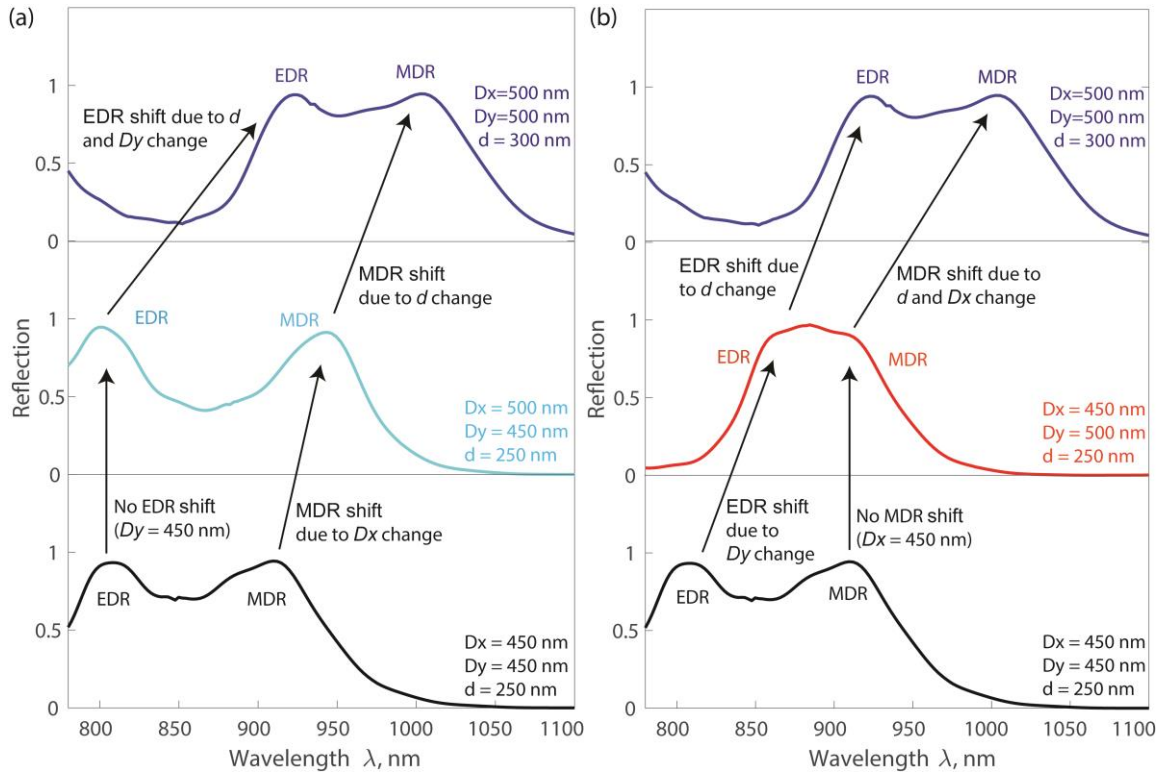 (a)
EDR
MDR
Dx=500 nm
Dy=500 nm
d = 300 nm
EDR shift due to d
and Dy change
1
0.5
0
MDR shift
due to d change
EDR
MDR
1
0.5
0
Dx = 500 nm
Dy = 450 nm
d = 250 nm
No EDR shift
(Dy = 450 nm)
MDR shift
due to Dx change
EDR
MDR
1
0.5
0
Dx = 450 nm
Dy = 450 nm
d = 250 nm
Reflection
800 850 900 950 1000 1050 1100
Wavelength λ, nm
(b)
EDR
MDR
Dx=500 nm
Dy=500 nm
d = 300 nm
1
0.5
0
EDR shift due
to d change
MDR shift due to
d and Dx change
EDR
MDR
1
0.5
0
Dx = 450 nm
Dy = 500 nm
d = 250 nm
EDR shift
due to
Dy change
No MDR shift
(Dx = 450 nm)
EDR
MDR
1
0.5
0
Dx = 450 nm
Dy = 450 nm
d = 250 nm
Reflection
800 850 900 950 1000 1050 1100
Wavelength λ, nm